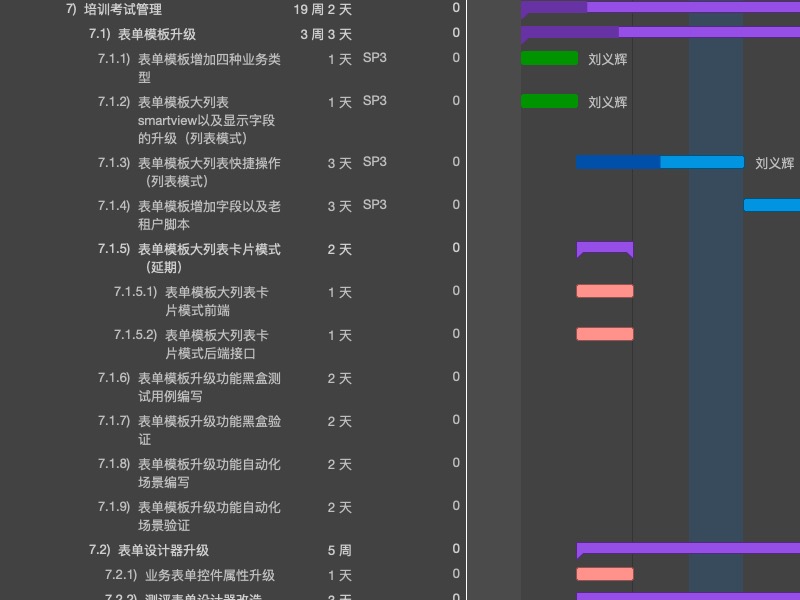 7) 培训考试管理 19 周 2 天 0
7.1) 表单模板升级 3 周 3 天 0
7.1.1) 表单模板增加四种业务类 1 天 SP3 0 刘义辉
型
7.1.2) 表单模板大列表 1 天 SP3 0 刘义辉
smartview以及显示字段
的升级（列表模式）
7.1.3) 表单模板大列表快捷操作 3 天 SP3 0 刘义辉
（列表模式）
7.1.4) 表单模板增加字段以及老 3 天 SP3 0
租户脚本
7.1.5) 表单模板大列表卡片模式 2 天 0
（延期）
7.1.5.1) 表单模板大列表卡 1 天 0
片模式前端
7.1.5.2) 表单模板大列表卡 1 天 0
片模式后端接口
7.1.6) 表单模板升级功能黑盒测 2 天 0
试用例编写
7.1.7) 表单模板升级功能黑盒验 2 天 0
证
7.1.8) 表单模板升级功能自动化 2 天 0
场景编写
7.1.9) 表单模板升级功能自动化 2 天 0
场景验证
7.2) 表单设计器升级 5 周 0
7.2.1) 业务表单控件属性升级 1 天 0
7.2.2) 测评表单设计器改造 3 天 0